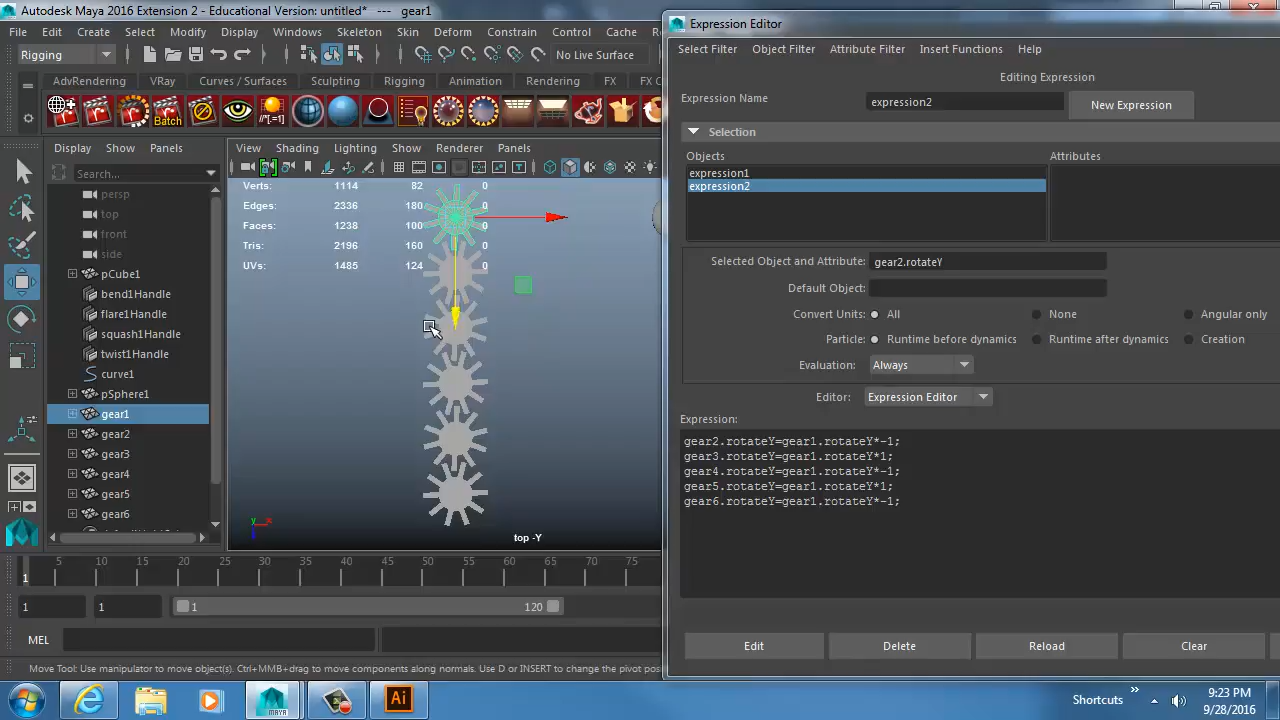 Autodesk Maya 2016 Extension 2 - Educational Version: untitled* --- gear1
File Edit Create Select Modify Display Windows Skeleton Skin Deform Constrain Control Cache
Rigging No Live Surface
AdvRendering VRay Curves / Surfaces Sculpting Rigging Animation Rendering FX FX C
//*[.=1] Batch
Display Show Panels
Search...
persp
top
front
side
pCube1
bend1Handle
flare1Handle
squash1Handle
twist1Handle
curve1
pSphere1
gear1
gear2
gear3
gear4
gear5
gear6
View Shading Lighting Show Renderer Panels
Verts: 1114 82 0
Edges: 2336 180 0
Faces: 1238 100 0
Tris: 2196 160 0
UVs: 1485 124 0
y x z
top -Y
Expression Editor
Select Filter Object Filter Attribute Filter Insert Functions Help
Editing Expression
Expression Name expression2 New Expression
Selection
Objects Attributes
expression1
expression2
Selected Object and Attribute: gear2.rotateY
Default Object:
Convert Units: All None Angular only
Particle: Runtime before dynamics Runtime after dynamics Creation
Evaluation: Always
Editor: Expression Editor
Expression:
gear2.rotateY=gear1.rotateY*-1;
gear3.rotateY=gear1.rotateY*1;
gear4.rotateY=gear1.rotateY*-1;
gear5.rotateY=gear1.rotateY*1;
gear6.rotateY=gear1.rotateY*-1;
Edit Delete Reload Clear
1 5 10 15 20 25 30 35 40 45 50 55 60 65 70 75
1 1 1 120
MEL
Move Tool: Use manipulator to move object(s). Ctrl+MMB+drag to move components along normals. Use D or INSERT to change the pivot pos
MAYA Ai Shortcuts 9:23 PM
9/28/2016